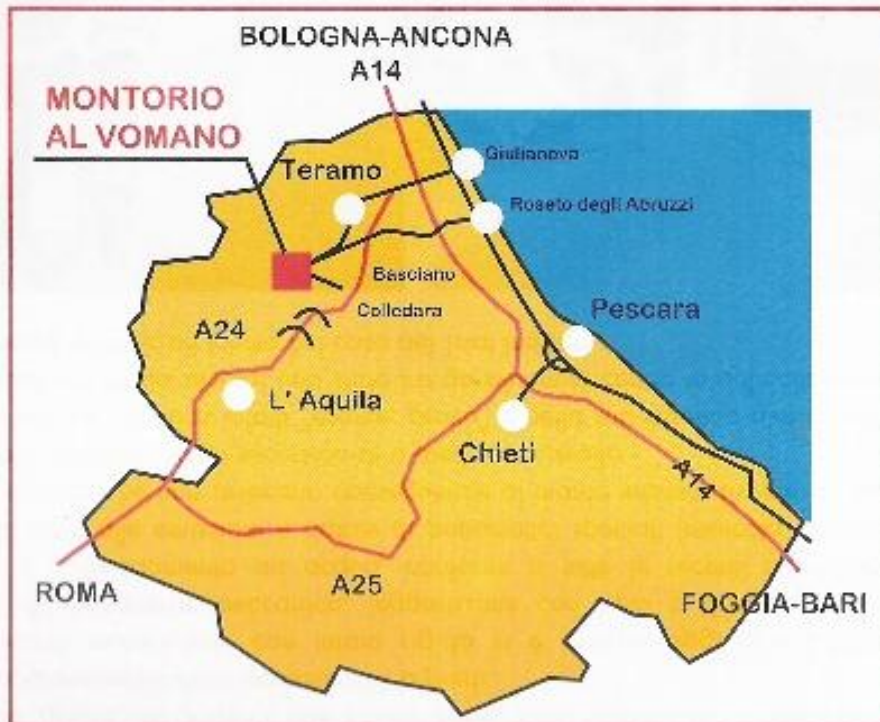 BOLOGNA-ANCONA
A14
MONTORIO
AL VOMANO
Giulianova
Teramo
Roseto degli Abruzzi
Basciano
Colledara
A24
Pescara
L' Aquila
Chieti
A14
ROMA
A25
FOGGIA-BARI